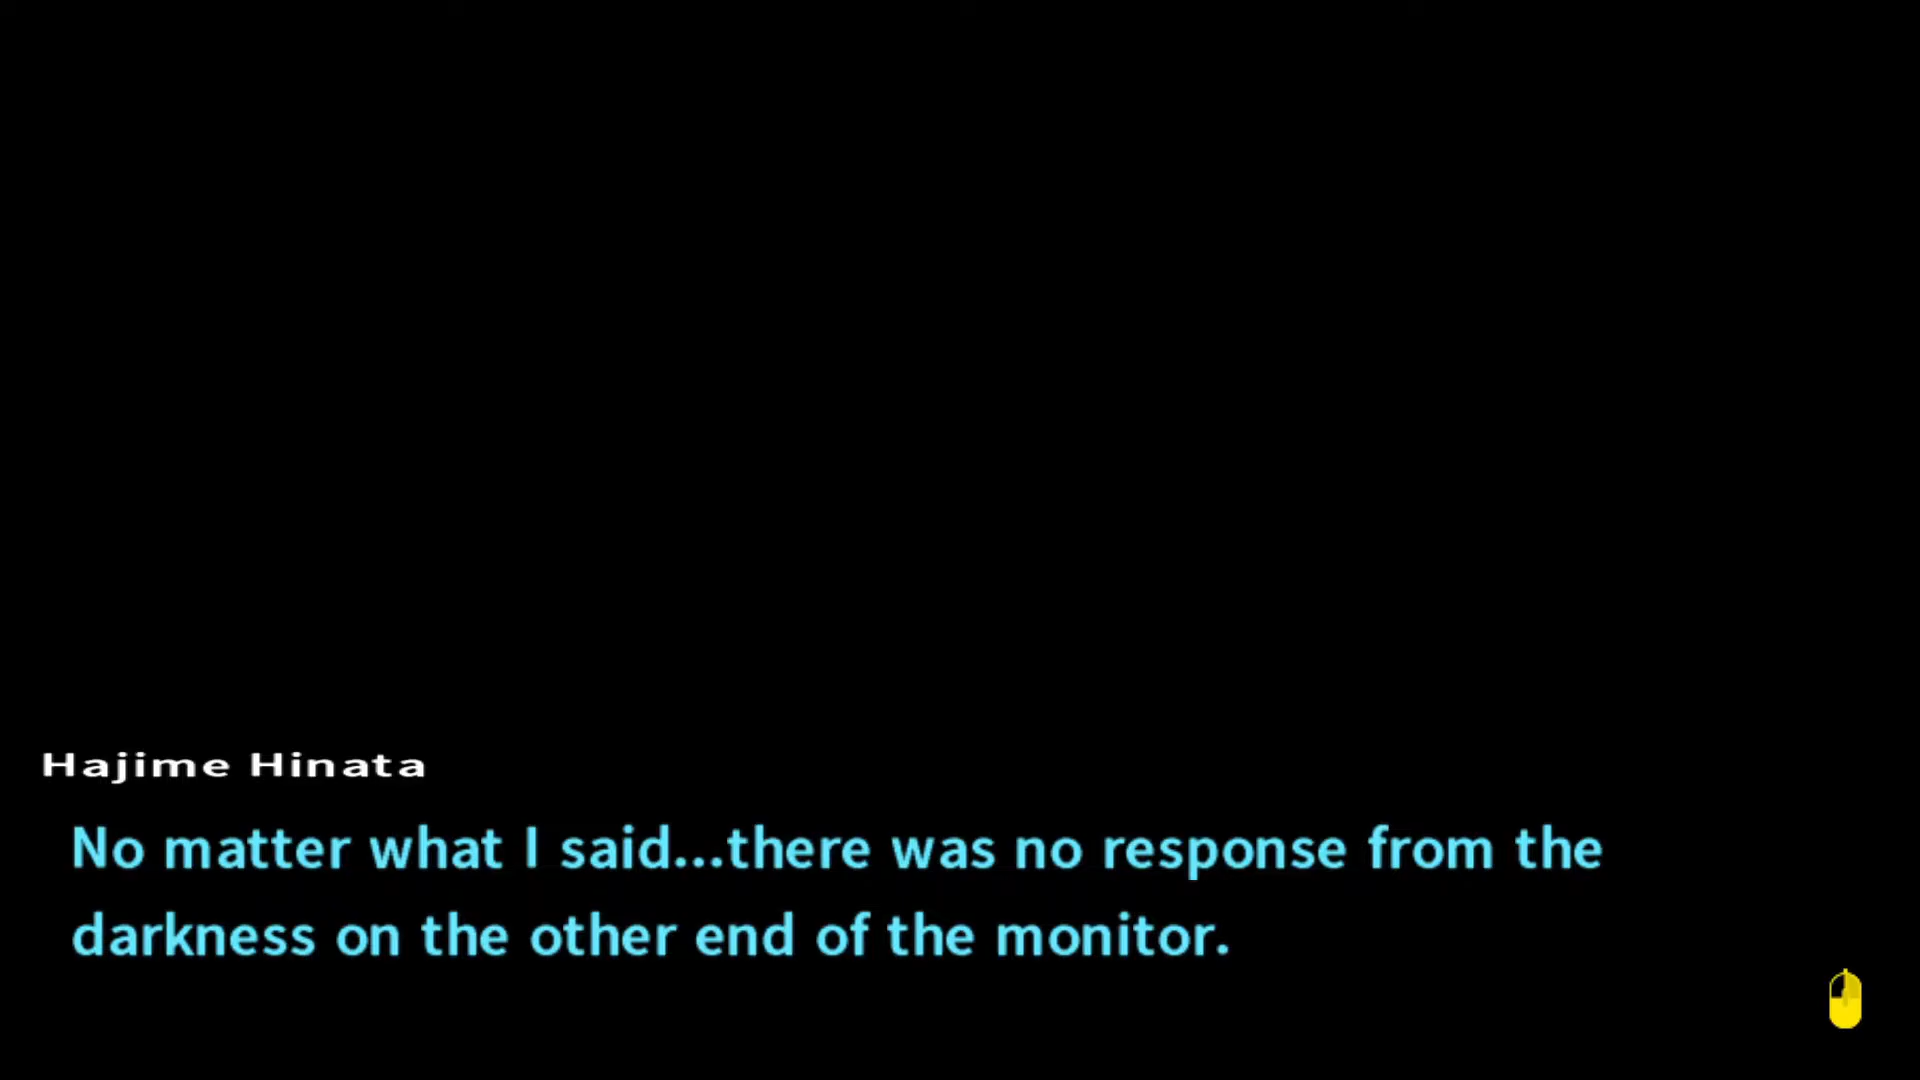 Hajime Hinata
No matter what I said...there was no response from the
darkness on the other end of the monitor.